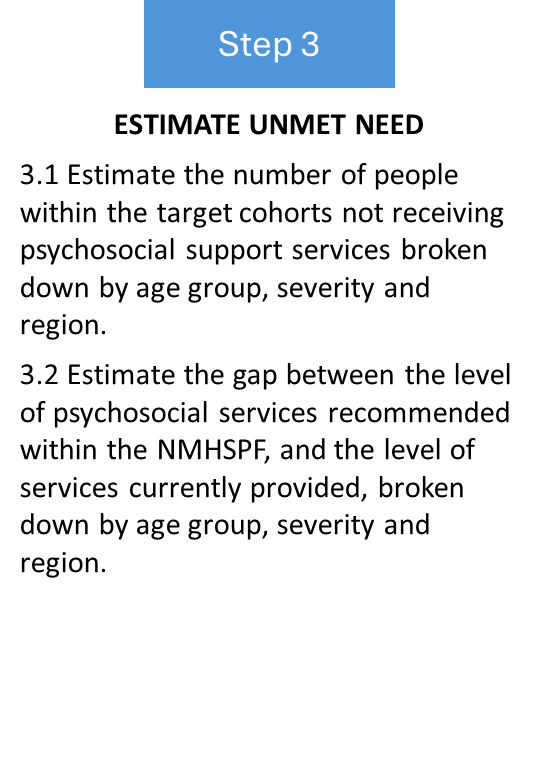 Step 3
ESTIMATE UNMET NEED
3.1 Estimate the number of people
within the target cohorts not receiving
psychosocial support services broken
down by age group, severity and
region.
3.2 Estimate the gap between the level
of psychosocial services recommended
within the NMHSPF, and the level of
services currently provided, broken
down by age group, severity and
region.